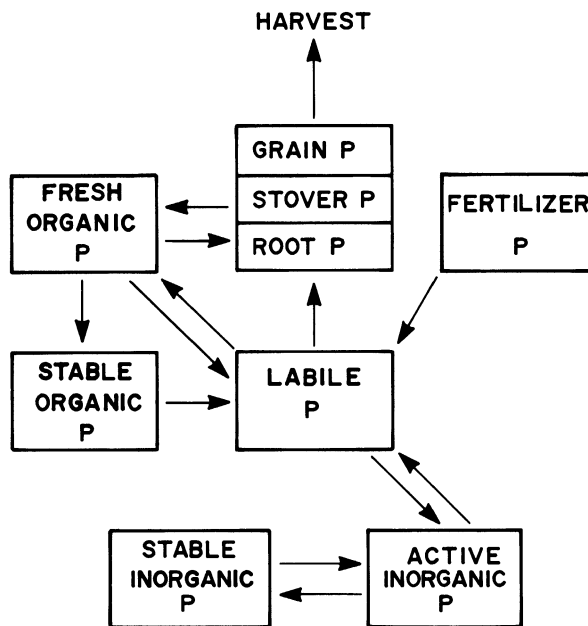 HARVEST
GRAIN P
STOVER P
ROOT P
FRESH
ORGANIC
P
FERTILIZER
P
STABLE
ORGANIC
P
LABILE
P
STABLE
INORGANIC
P
ACTIVE
INORGANIC
P